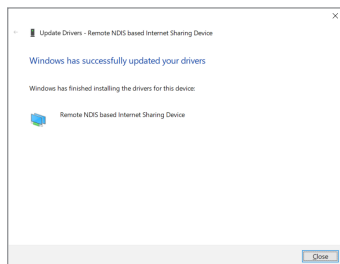 Update Drivers - Remote NDIS based Internet Sharing Device
Windows has successfully updated your drivers
Windows has finished installing the drivers for this device:
Remote NDIS based Internet Sharing Device
Close